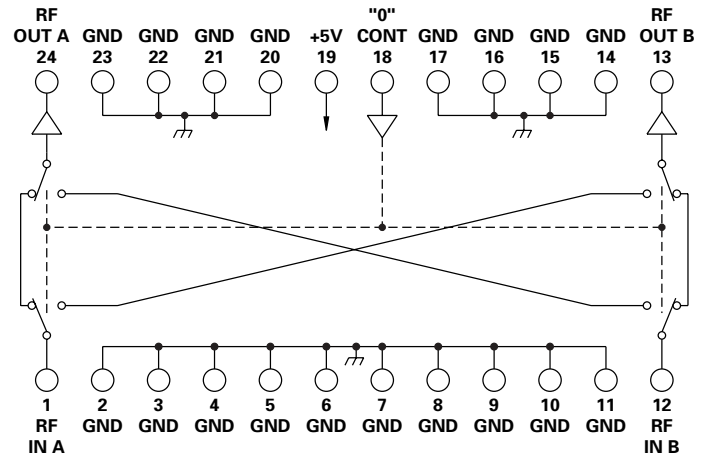 RF "0" RF
OUT A GND GND GND GND +5V CONT GND GND GND GND OUT B
24 23 22 21 20 19 18 17 16 15 14 13
1 2 3 4 5 6 7 8 9 10 11 12
RF GND GND GND GND GND GND GND GND GND GND RF
IN A IN B